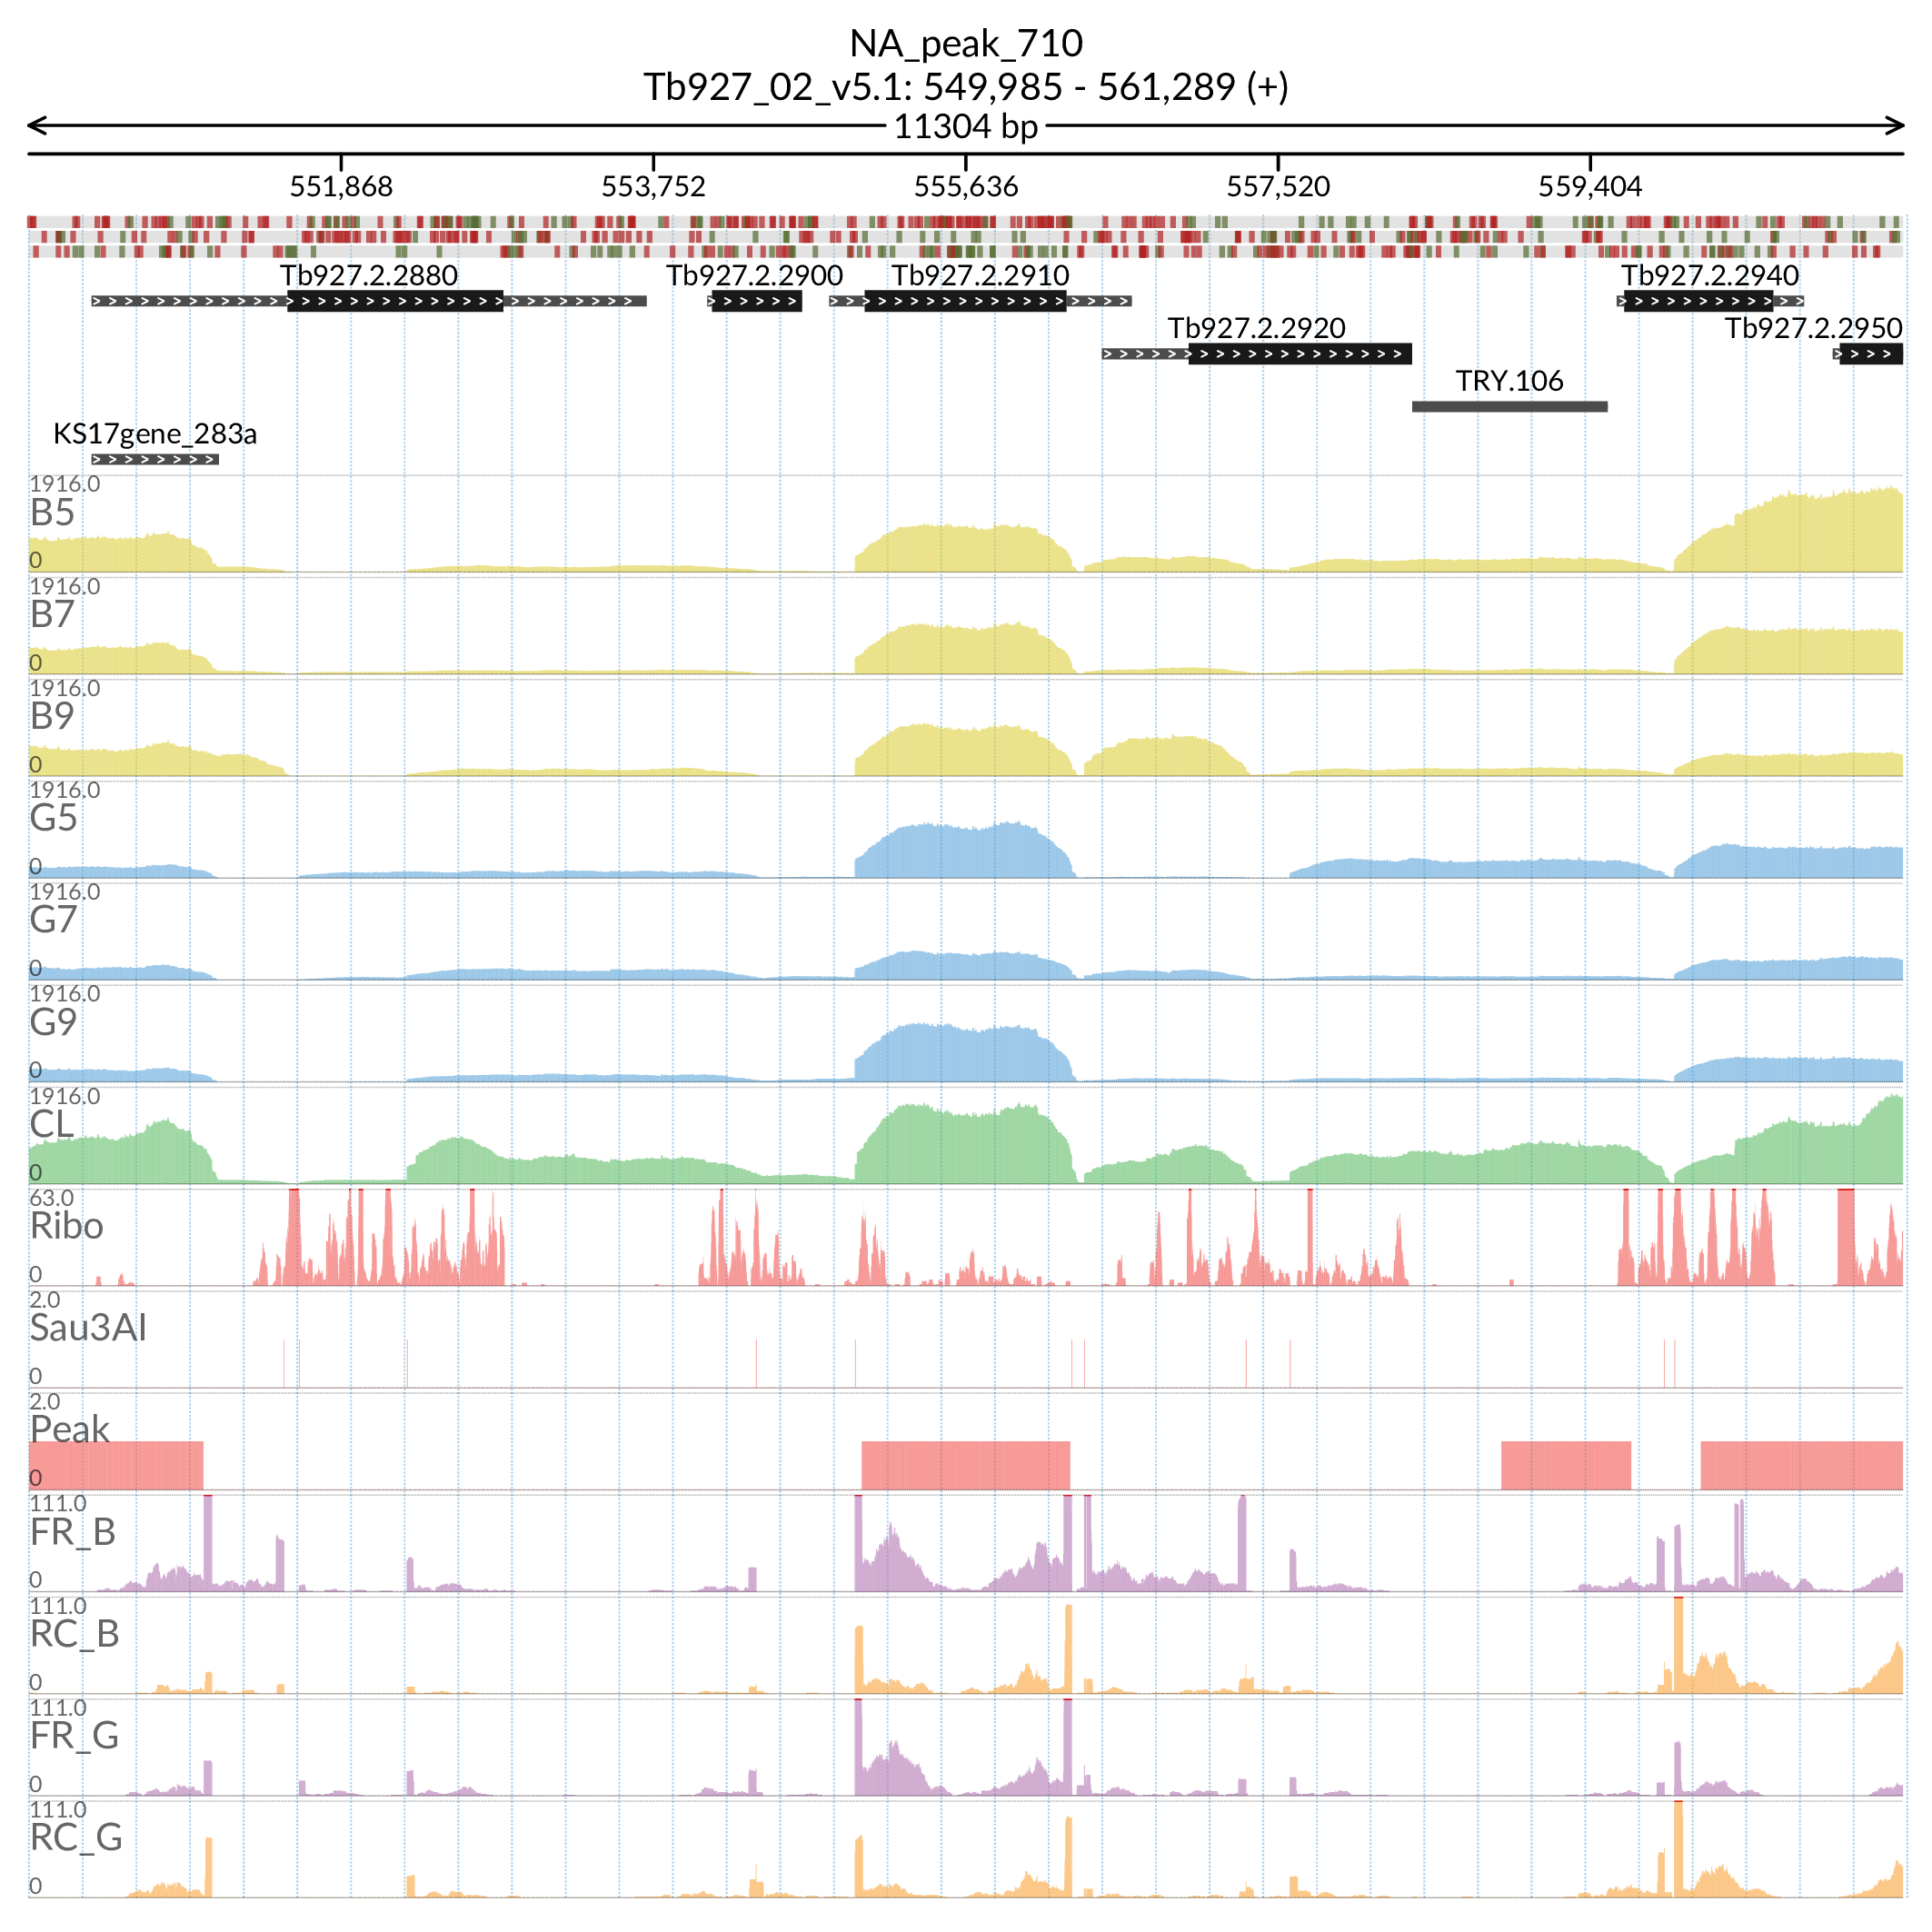 NA_peak_710
Tb927_02_v5.1: 549,985 - 561,289 (+)
11304 bp
551,868 553,752 555,636 557,520 559,404
Tb927.2.2880 Tb927.2.2900 Tb927.2.2910 Tb927.2.2940
Tb927.2.2920 Tb927.2.2950
TRY.106
KS17gene_283a
1916.0
B5
0
1916.0
B7
0
1916.0
B9
0
1916.0
G5
0
1916.0
G7
0
1916.0
G9
0
1916.0
CL
0
63.0
Ribo
0
2.0
Sau3AI
0
2.0
Peak
0
111.0
FR_B
0
111.0
RC_B
0
111.0
FR_G
0
111.0
RC_G
0